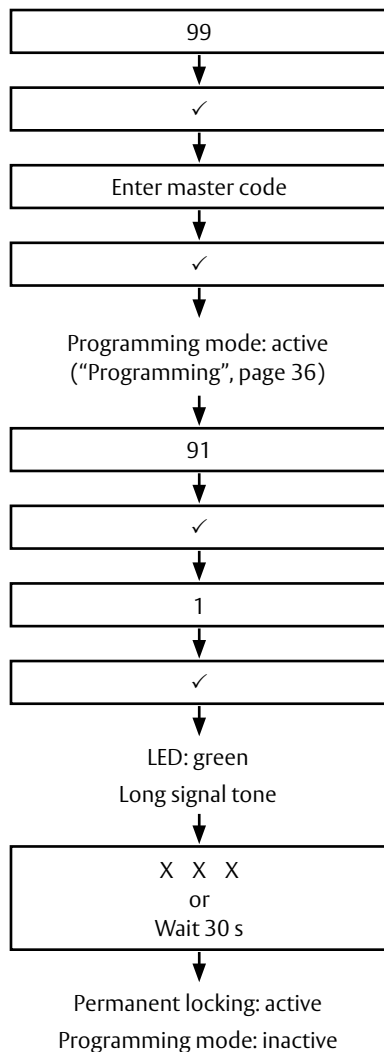 99
✓
Enter master code
✓
Programming mode: active
(“Programming”, page 36)
91
✓
1
✓
LED: green
Long signal tone
X X X
or
Wait 30 s
Permanent locking: active
Programming mode: inactive